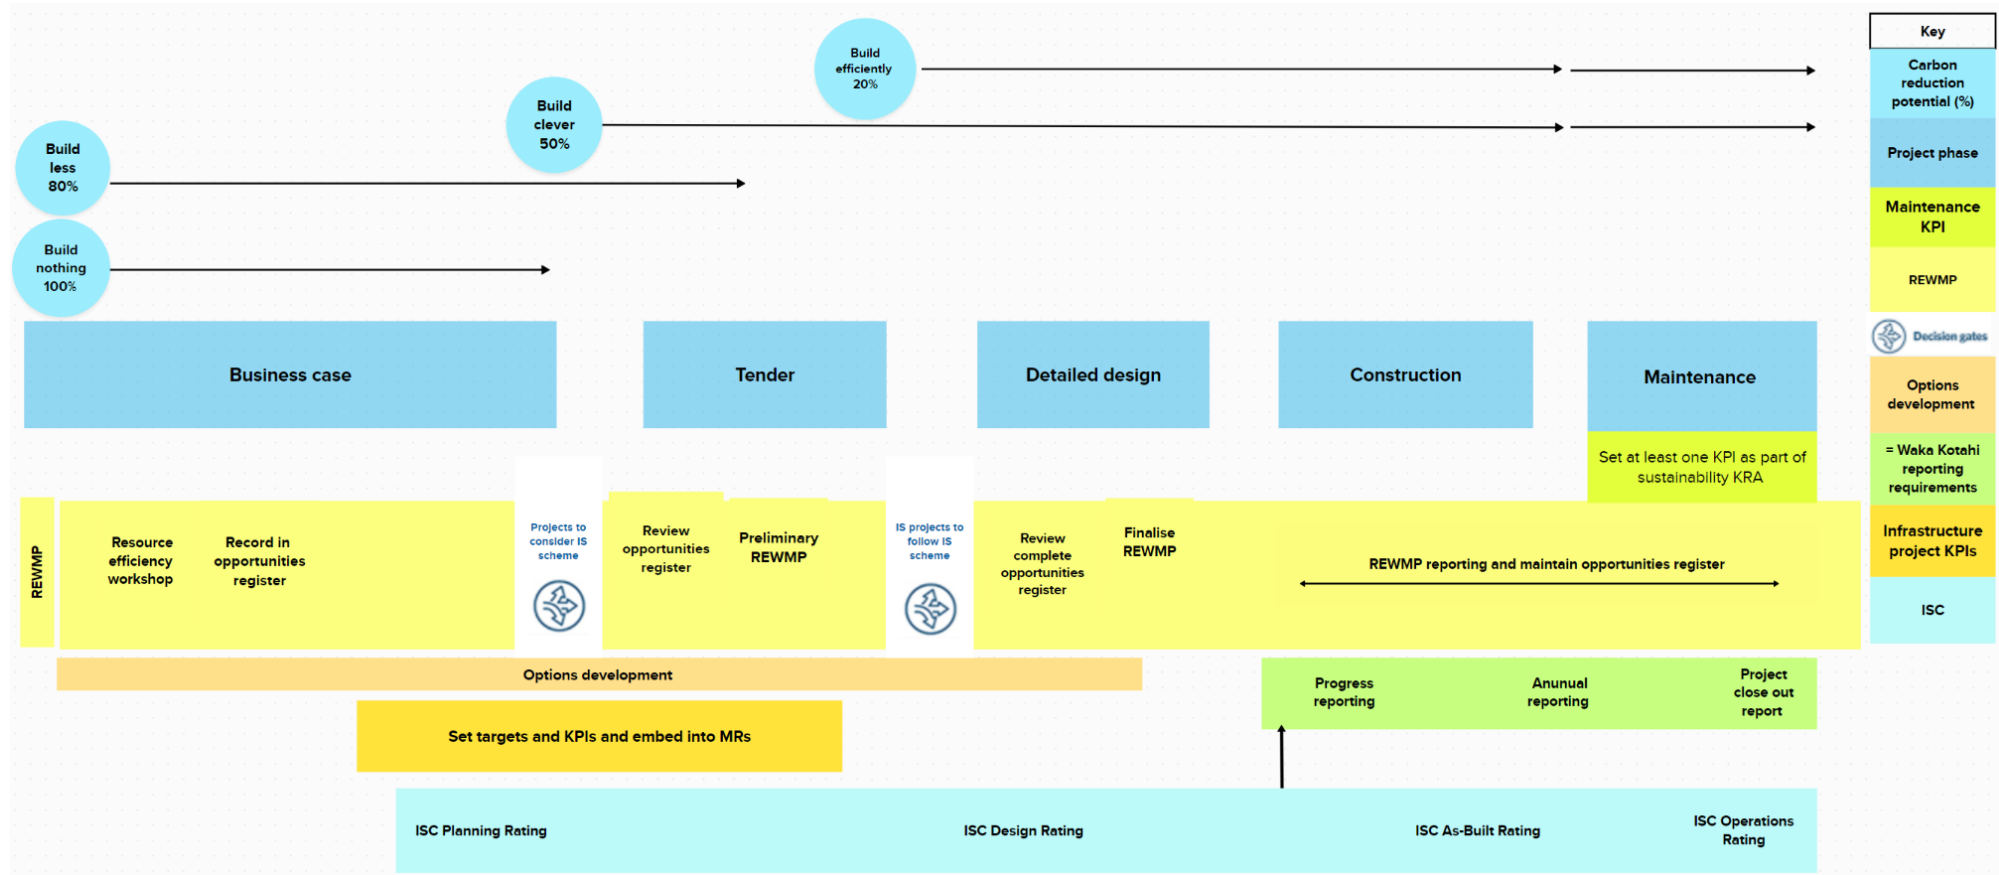 Build
efficiently
20%
Build
clever
50%
Build
less
80%
Build
nothing
100%
Business case
Tender
Detailed design
Construction
Maintenance
Set at least one KPI as part of
sustainability KRA
REWMP
Resource
efficiency
workshop
Record in
opportunities
register
Projects to
consider IS
scheme
Review
opportunities
register
Preliminary
REWMP
IS projects to
follow IS
scheme
Review
complete
opportunities
register
Finalise
REWMP
REWMP reporting and maintain opportunities register
Options development
Set targets and KPIs and embed into MRs
Progress
reporting
Anunual
reporting
Project
close out
report
ISC Planning Rating
ISC Design Rating
ISC As-Built Rating
ISC Operations
Rating
Key
Carbon
reduction
potential (%)
Project phase
Maintenance
KPI
REWMP
Decision gates
Options
development
= Waka Kotahi
reporting
requirements
Infrastructure
project KPIs
ISC